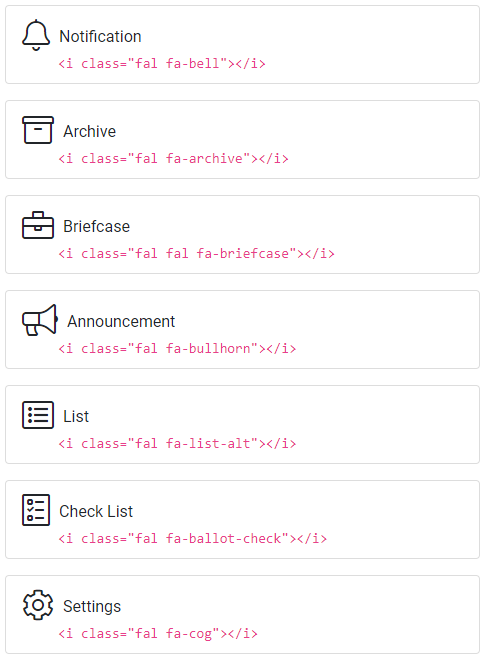 Notification
<i class="fal fa-bell"></i>
Archive
<i class="fal fa-archive"></i>
Briefcase
<i class="fal fal fa-briefcase"></i>
Announcement
<i class="fal fa-bullhorn"></i>
List
<i class="fal fa-list-alt"></i>
Check List
<i class="fal fa-ballot-check"></i>
Settings
<i class="fal fa-cog"></i>